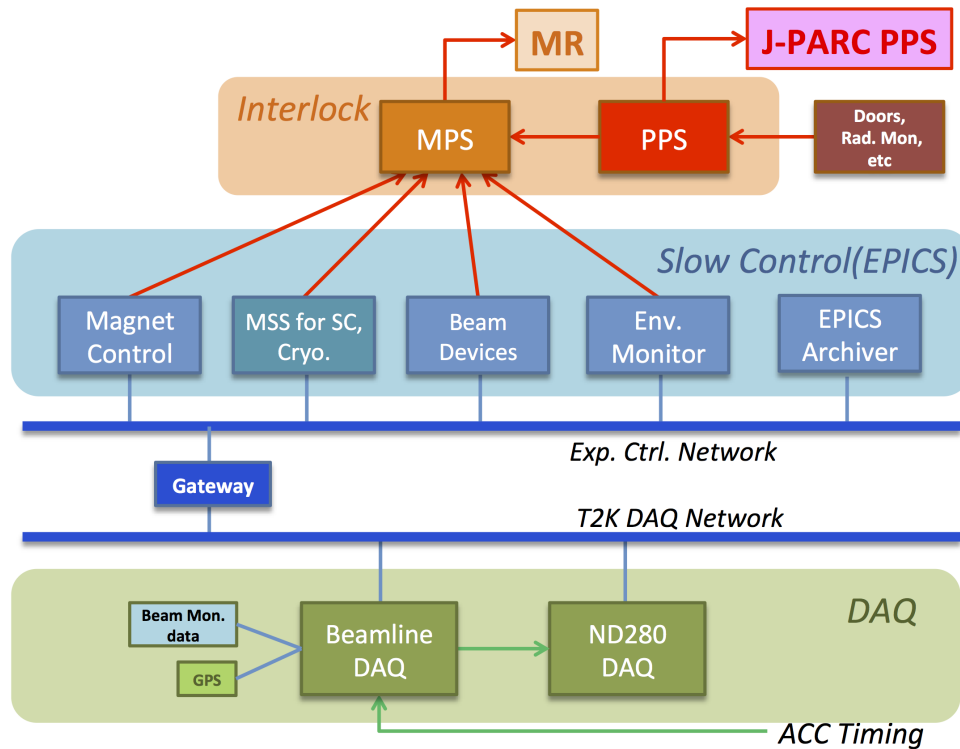 MR
J-PARC PPS
Interlock
MPS
PPS
Doors,
Rad. Mon,
etc
Slow Control(EPICS)
Magnet
Control
MSS for SC,
Cryo.
Beam
Devices
Env.
Monitor
EPICS
Archiver
Exp. Ctrl. Network
Gateway
T2K DAQ Network
DAQ
Beam Mon.
data
GPS
Beamline
DAQ
ND280
DAQ
ACC Timing